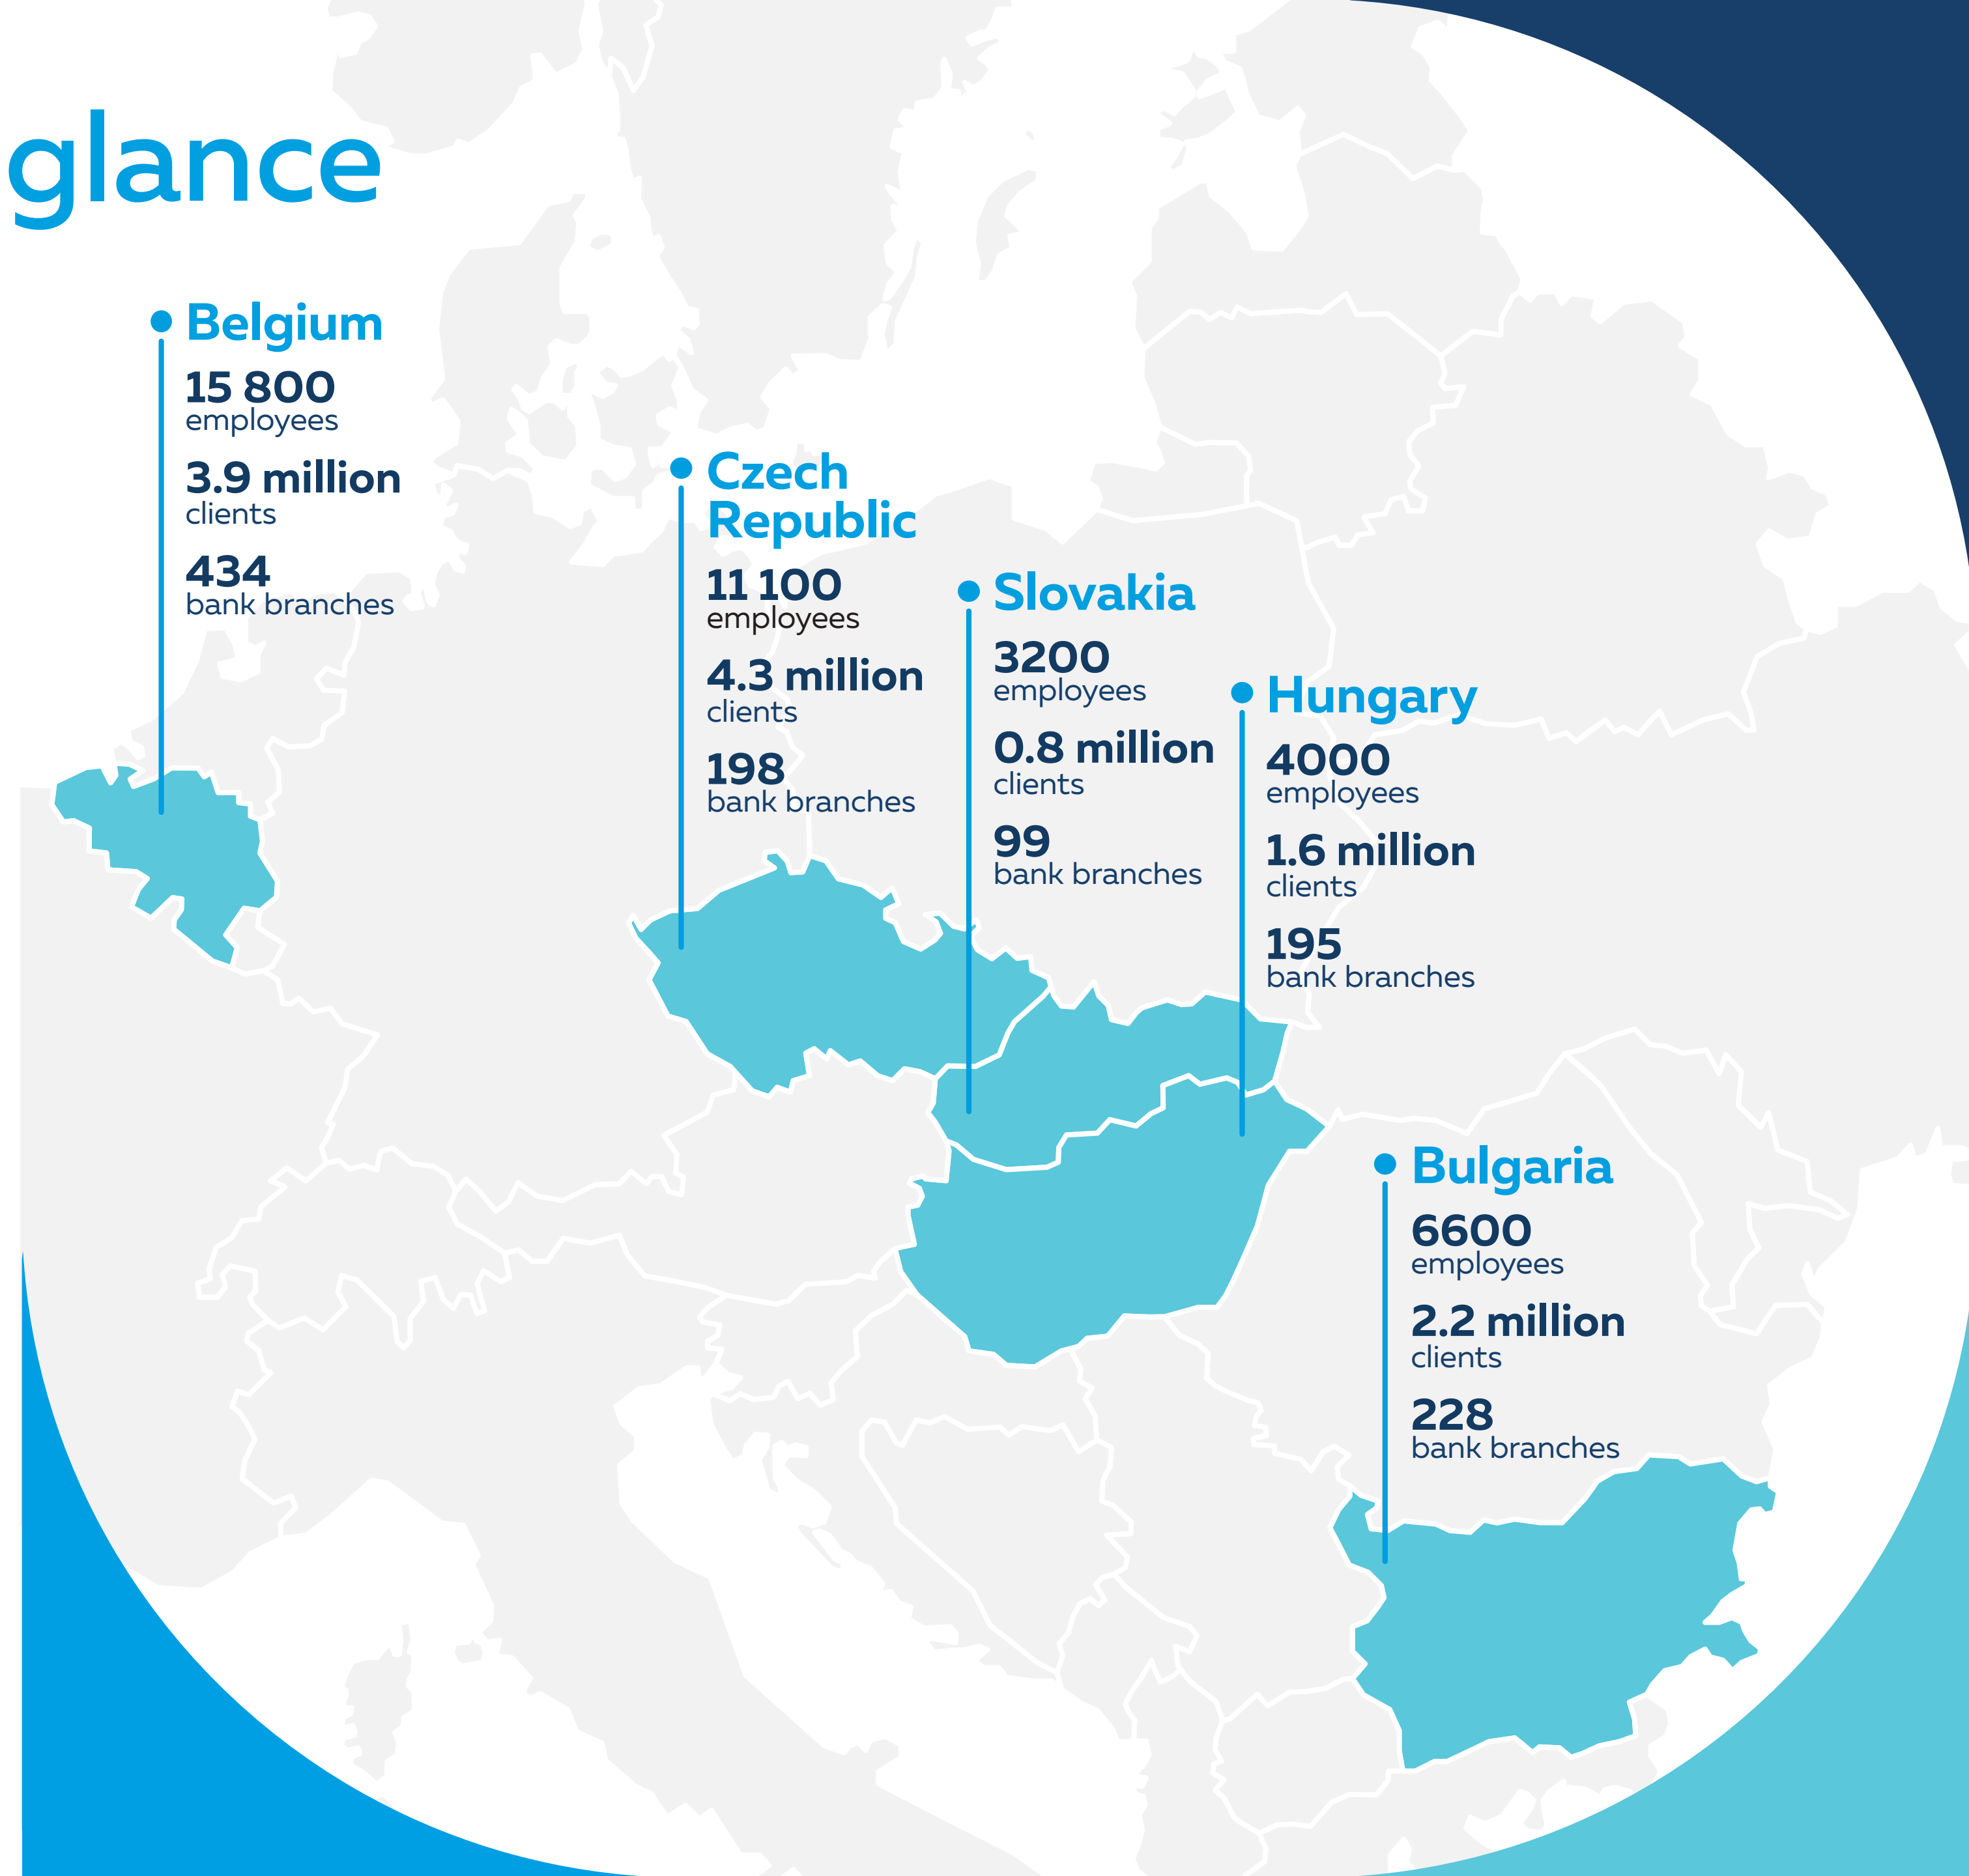 glance
Belgium
15 800
employees
3.9 million
clients
434
bank branches
Czech
Republic
11 100
employees
4.3 million
clients
198
bank branches
Slovakia
3200
employees
0.8 million
clients
99
bank branches
Hungary
4000
employees
1.6 million
clients
195
bank branches
Bulgaria
6600
employees
2.2 million
clients
228
bank branches